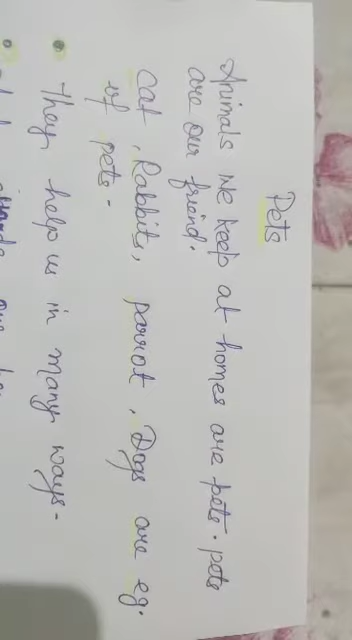 Pets
Animals we keep at homes are pets. pets
are our friend.
Cat, Rabbits, parrot, Dogs are eg.
of pets.
• They help us in many ways.
•